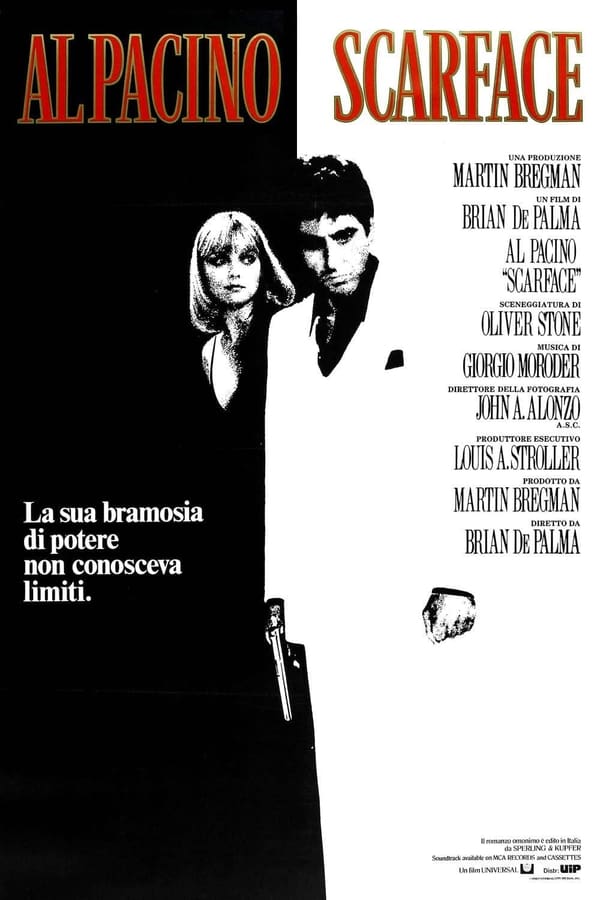 AL PACINO
SCARFACE
UNA PRODUZIONE
MARTIN BREGMAN
UN FILM DI
BRIAN DE PALMA
AL PACINO
"SCARFACE"
SCENEGGIATURA DI
OLIVER STONE
MUSICA DI
GIORGIO MORODER
DIRETTORE DELLA FOTOGRAFIA
JOHN A. ALONZO
A.S.C.
PRODUTTORE ESECUTIVO
LOUIS A. STROLLER
PRODOTTO DA
MARTIN BREGMAN
DIRETTO DA
BRIAN DE PALMA
La sua bramosia
di potere
non conosceva
limiti.
Il romanzo omonimo è edito in Italia
da SPERLING & KUPFER
Soundtrack available on MCA RECORDS and CASSETTES
Un film UNIVERSAL
Distr. UIP